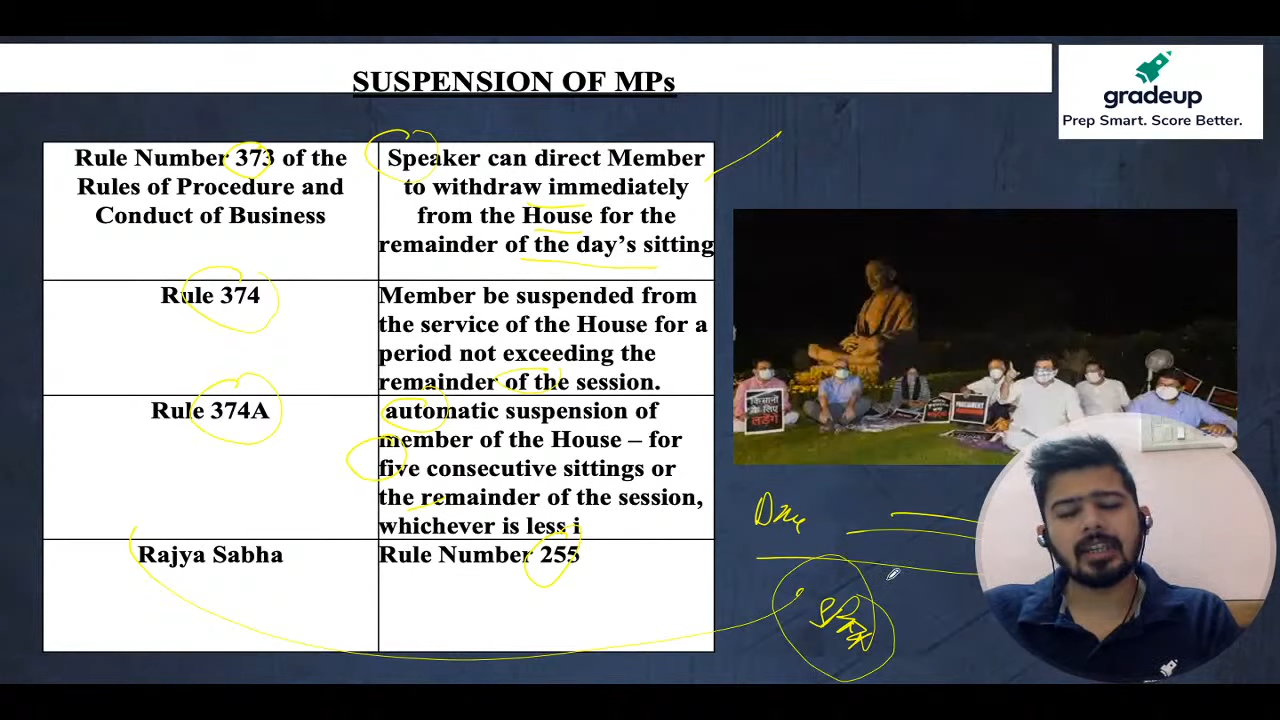 SUSPENSION OF MPs
gradeup
Prep Smart. Score Better.
Rule Number 373 of the
Rules of Procedure and
Conduct of Business
Speaker can direct Member
to withdraw immediately
from the House for the
remainder of the day’s sitting
Rule 374
Member be suspended from
the service of the House for a
period not exceeding the
remainder of the session.
Rule 374A
automatic suspension of
member of the House – for
five consecutive sittings or
the remainder of the session,
whichever is less i
Rajya Sabha
Rule Number 255
किसानों
के लिए
लड़ेंगे
PARLIAMENT